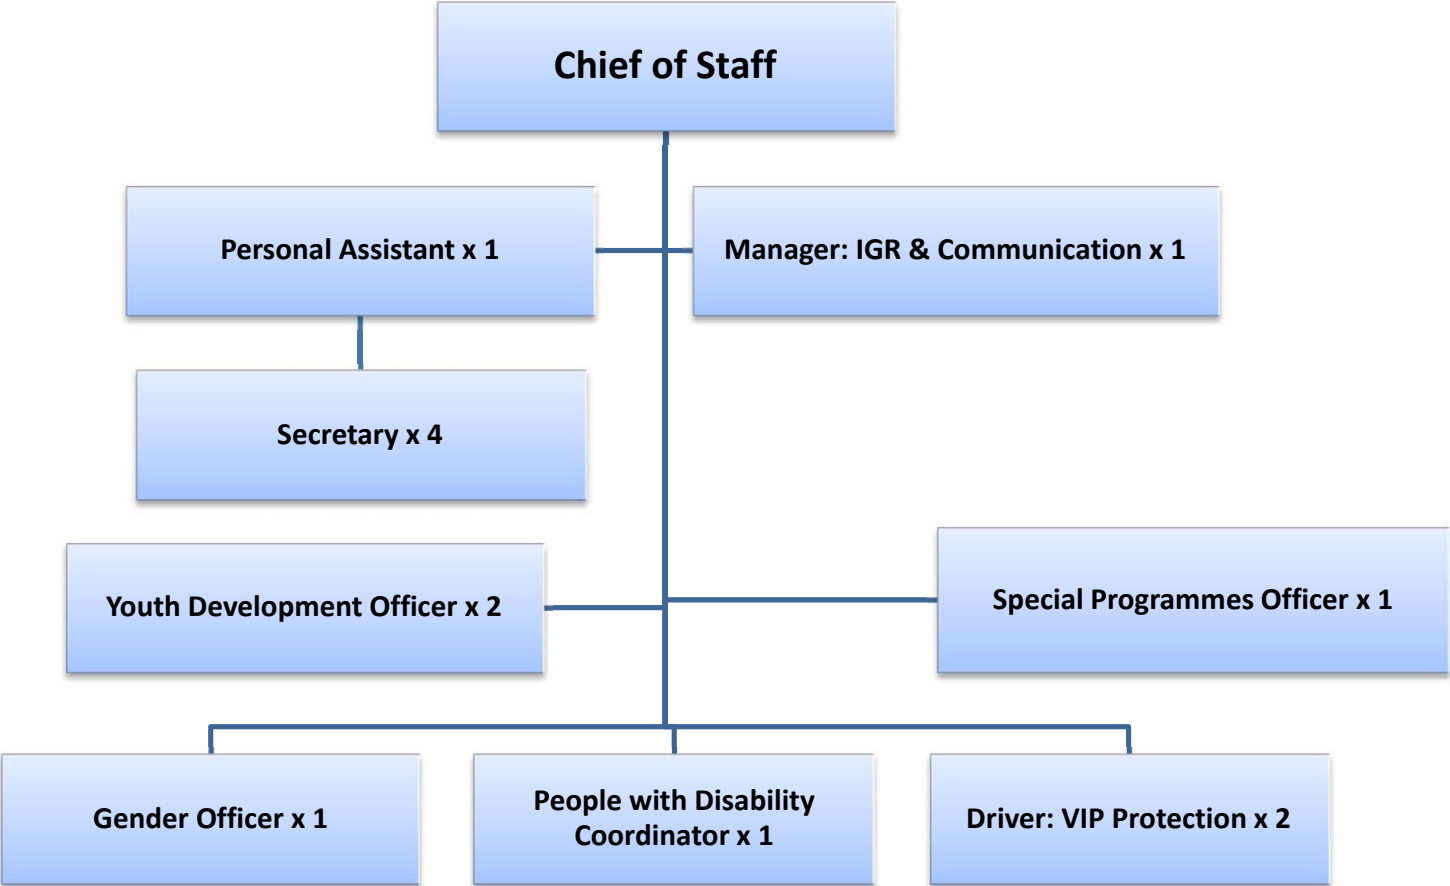 Chief of Staff
Personal Assistant x 1
Manager: IGR & Communication x 1
Secretary x 4
Youth Development Officer x 2
Special Programmes Officer x 1
Gender Officer x 1
People with Disability
Coordinator x 1
Driver: VIP Protection x 2